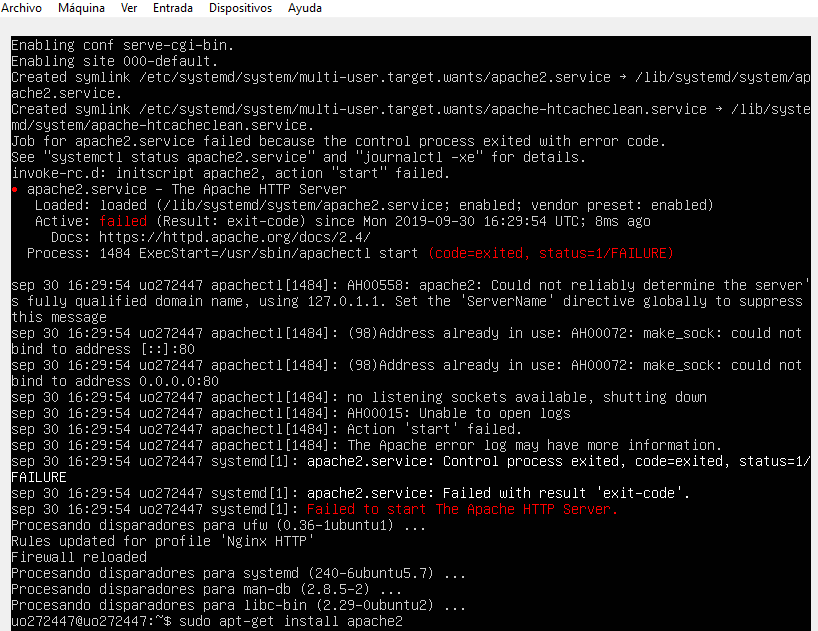 Archivo Máquina Ver Entrada Dispositivos Ayuda
Enabling conf serve-cgi-bin.
Enabling site 000-default.
Created symlink /etc/systemd/system/multi-user.target.wants/apache2.service → /lib/systemd/system/ap
ache2.service.
Created symlink /etc/systemd/system/multi-user.target.wants/apache-htcacheclean.service → /lib/syste
md/system/apache-htcacheclean.service.
Job for apache2.service failed because the control process exited with error code.
See "systemctl status apache2.service" and "journalctl -xe" for details.
invoke-rc.d: initscript apache2, action "start" failed.
● apache2.service - The Apache HTTP Server
Loaded: loaded (/lib/systemd/system/apache2.service; enabled; vendor preset: enabled)
Active: failed (Result: exit-code) since Mon 2019-09-30 16:29:54 UTC; 8ms ago
Docs: https://httpd.apache.org/docs/2.4/
Process: 1484 ExecStart=/usr/sbin/apachectl start (code=exited, status=1/FAILURE)
sep 30 16:29:54 uo272447 apachectl[1484]: AH00558: apache2: Could not reliably determine the server'
s fully qualified domain name, using 127.0.1.1. Set the 'ServerName' directive globally to suppress
this message
sep 30 16:29:54 uo272447 apachectl[1484]: (98)Address already in use: AH00072: make_sock: could not
bind to address [::]:80
sep 30 16:29:54 uo272447 apachectl[1484]: (98)Address already in use: AH00072: make_sock: could not
bind to address 0.0.0.0:80
sep 30 16:29:54 uo272447 apachectl[1484]: no listening sockets available, shutting down
sep 30 16:29:54 uo272447 apachectl[1484]: AH00015: Unable to open logs
sep 30 16:29:54 uo272447 apachectl[1484]: Action 'start' failed.
sep 30 16:29:54 uo272447 apachectl[1484]: The Apache error log may have more information.
sep 30 16:29:54 uo272447 systemd[1]: apache2.service: Control process exited, code=exited, status=1/
FAILURE
sep 30 16:29:54 uo272447 systemd[1]: apache2.service: Failed with result 'exit-code'.
sep 30 16:29:54 uo272447 systemd[1]: Failed to start The Apache HTTP Server.
Procesando disparadores para ufw (0.36-1ubuntu1) ...
Rules updated for profile 'Nginx HTTP'
Firewall reloaded
Procesando disparadores para systemd (240-6ubuntu5.7) ...
Procesando disparadores para man-db (2.8.5-2) ...
Procesando disparadores para libc-bin (2.29-0ubuntu2) ...
uo272447@uo272447:~$ sudo apt-get install apache2